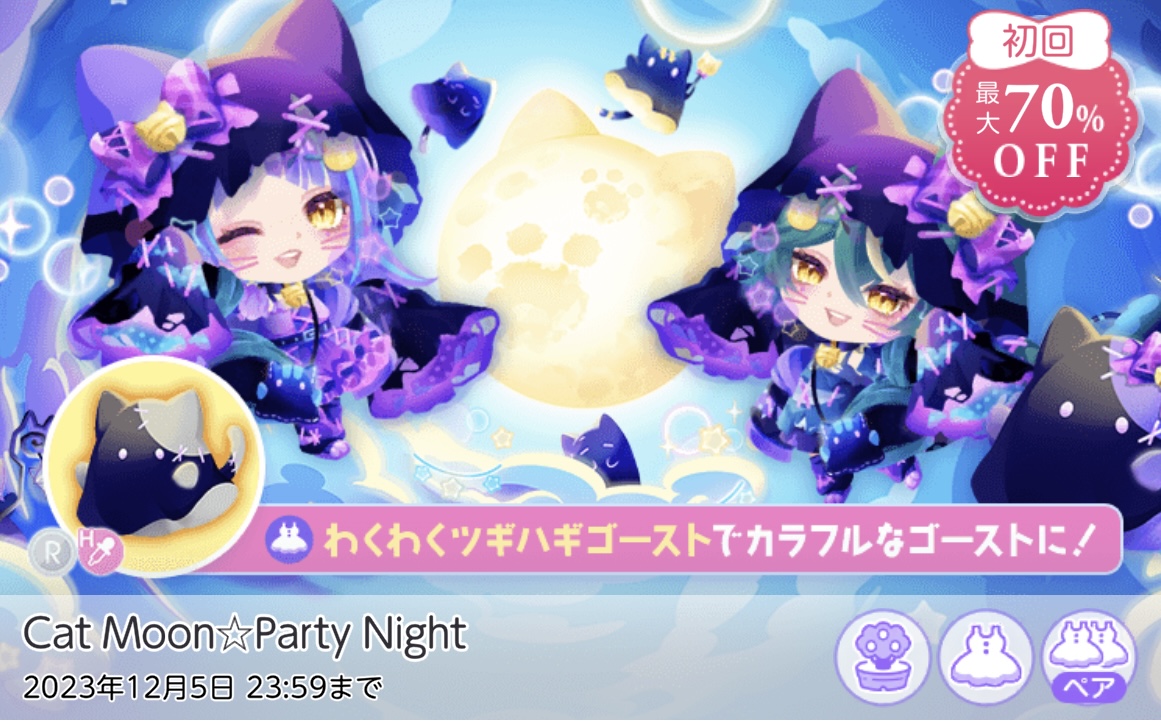 初回
最大70%
OFF
わくわくツギハギゴーストでカラフルなゴーストに!
R
H
Cat Moon☆Party Night
2023年12月5日 23:59まで
ペア